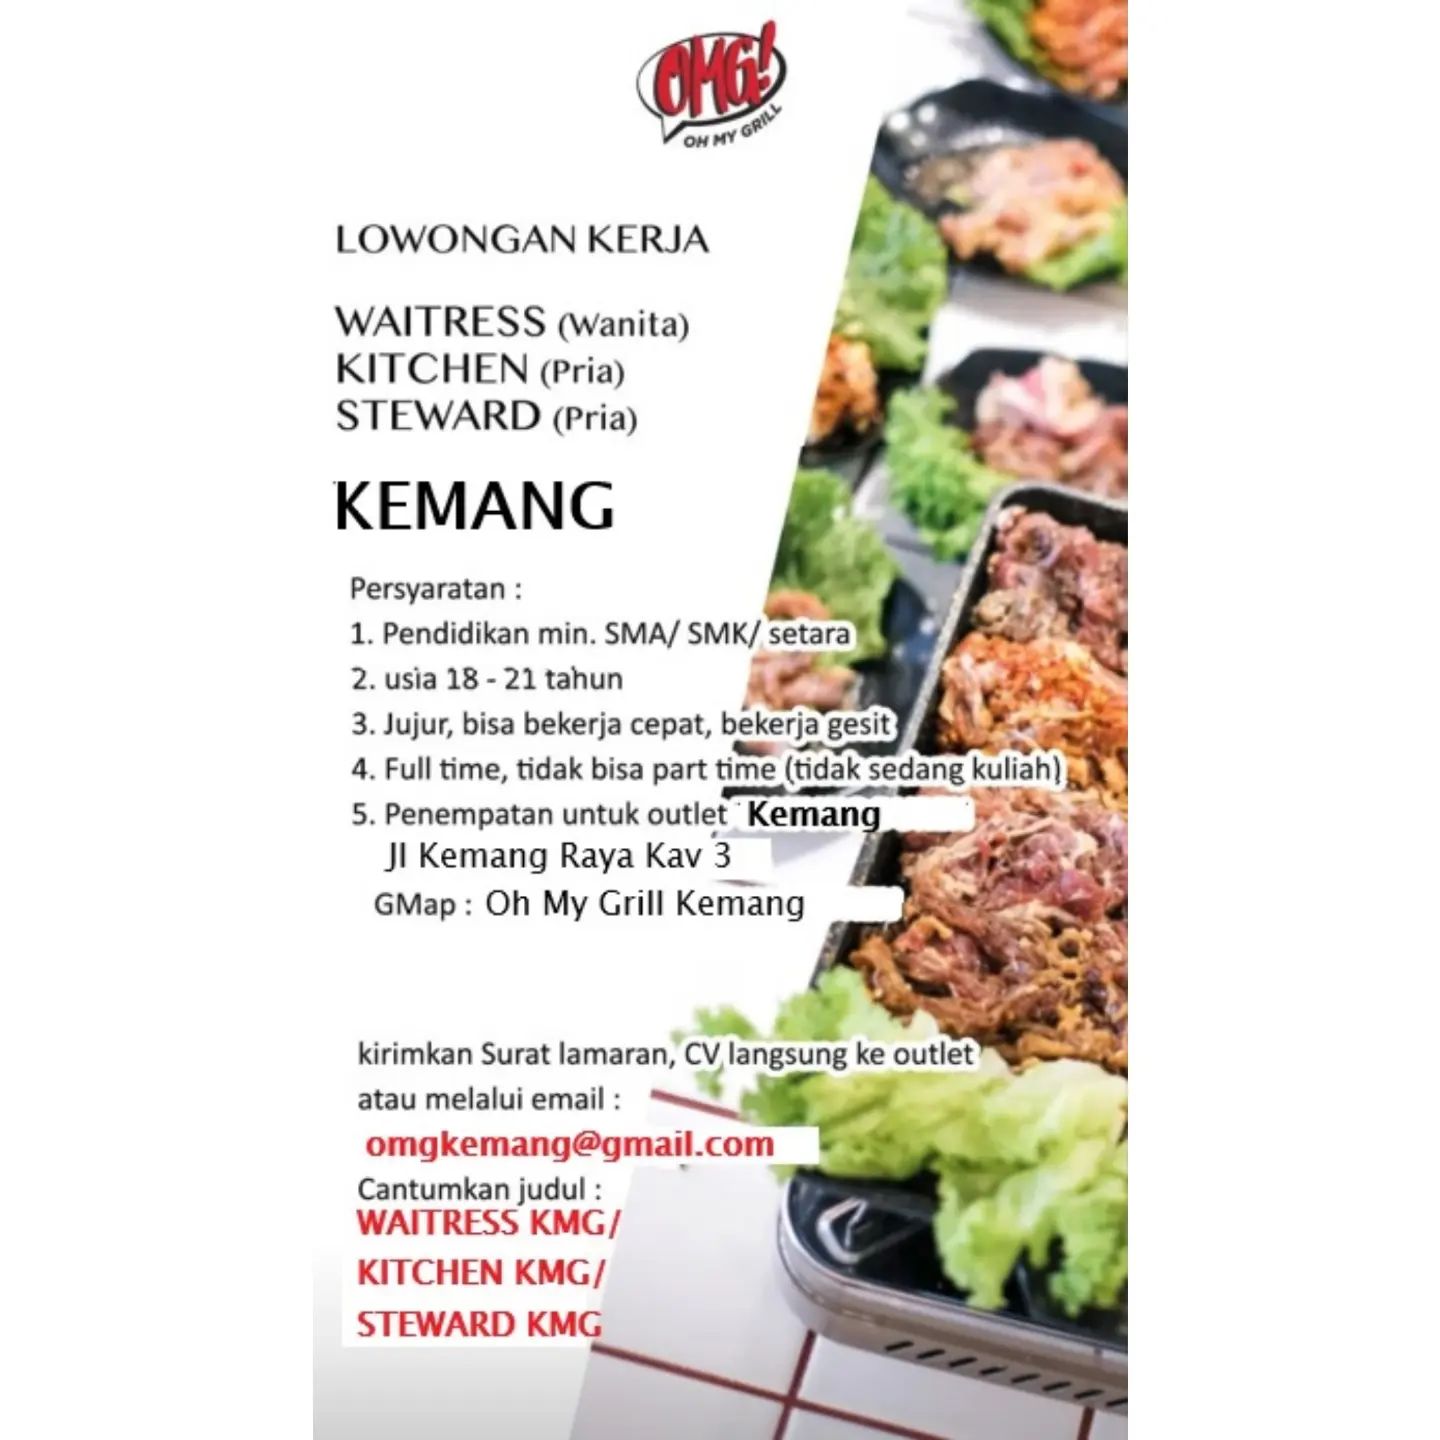 OMG!
OH MY GRILL
LOWONGAN KERJA
WAITRESS (Wanita)
KITCHEN (Pria)
STEWARD (Pria)
KEMANG
Persyaratan :
1. Pendidikan min. SMA/ SMK/ setara
2. usia 18 - 21 tahun
3. Jujur, bisa bekerja cepat, bekerja gesit
4. Full time, tidak bisa part time (tidak sedang kuliah)
5. Penempatan untuk outlet Kemang
Jl Kemang Raya Kav 3
GMap : Oh My Grill Kemang
kirimkan Surat lamaran, CV langsung ke outlet
atau melalui email :
omgkemang@gmail.com
Cantumkan judul :
WAITRESS KMG/
KITCHEN KMG/
STEWARD KMG